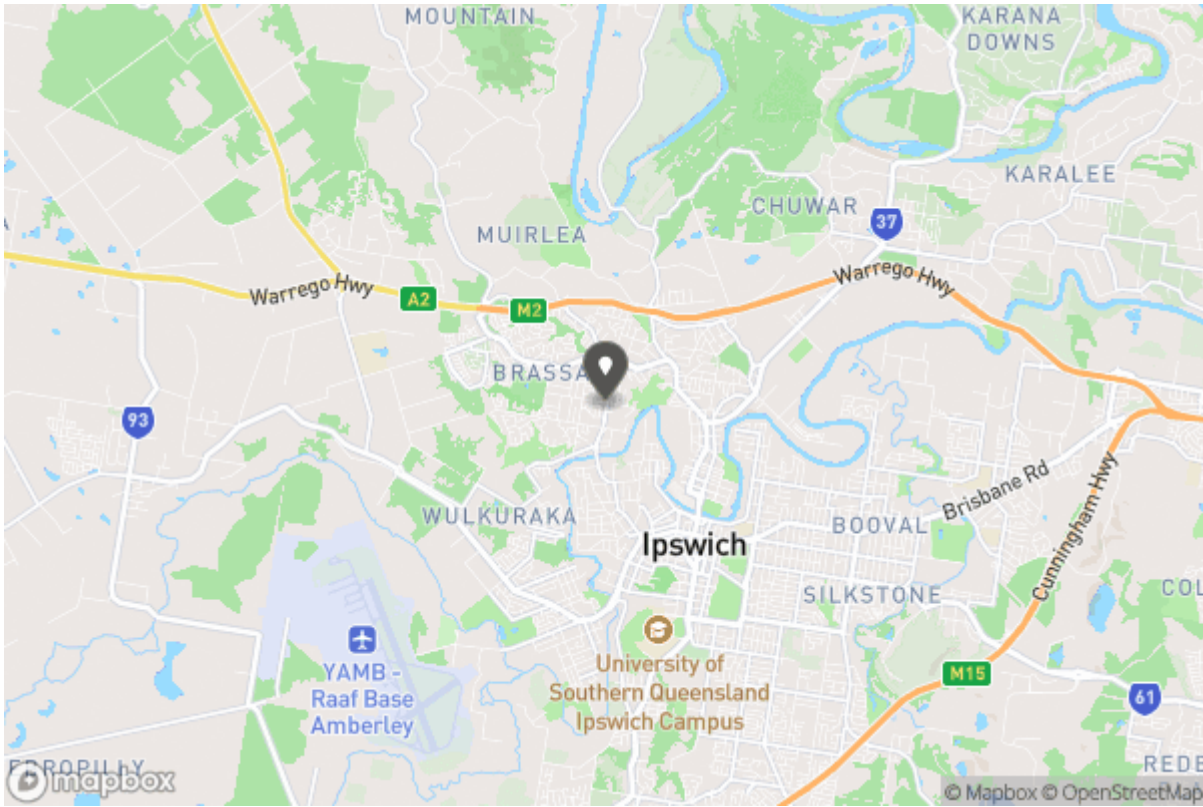 MOUNTAIN
KARANA
DOWNS
KARALEE
CHUWAR
37
MUIRLEA
Warrego Hwy
Warrego Hwy
A2
M2
BRASSA
93
Brisbane Rd
Cunningham Hwy
WULKURAKA
BOOVAL
Ipswich
SILKSTONE
COL
University of
Southern Queensland
Ipswich Campus
YAMB -
Raaf Base
Amberley
M15
61
REDE
mapbox
© Mapbox © OpenStreetMap